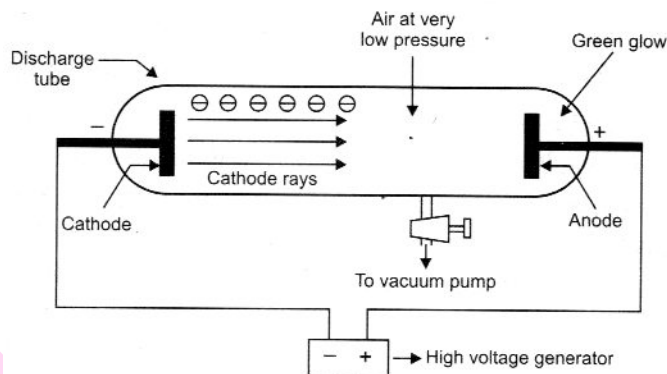 Air at very
low pressure
Green glow
Discharge
tube
⊖ ⊖ ⊖ ⊖ ⊖ ⊖
−
+
Cathode rays
Cathode
Anode
To vacuum pump
− +
High voltage generator